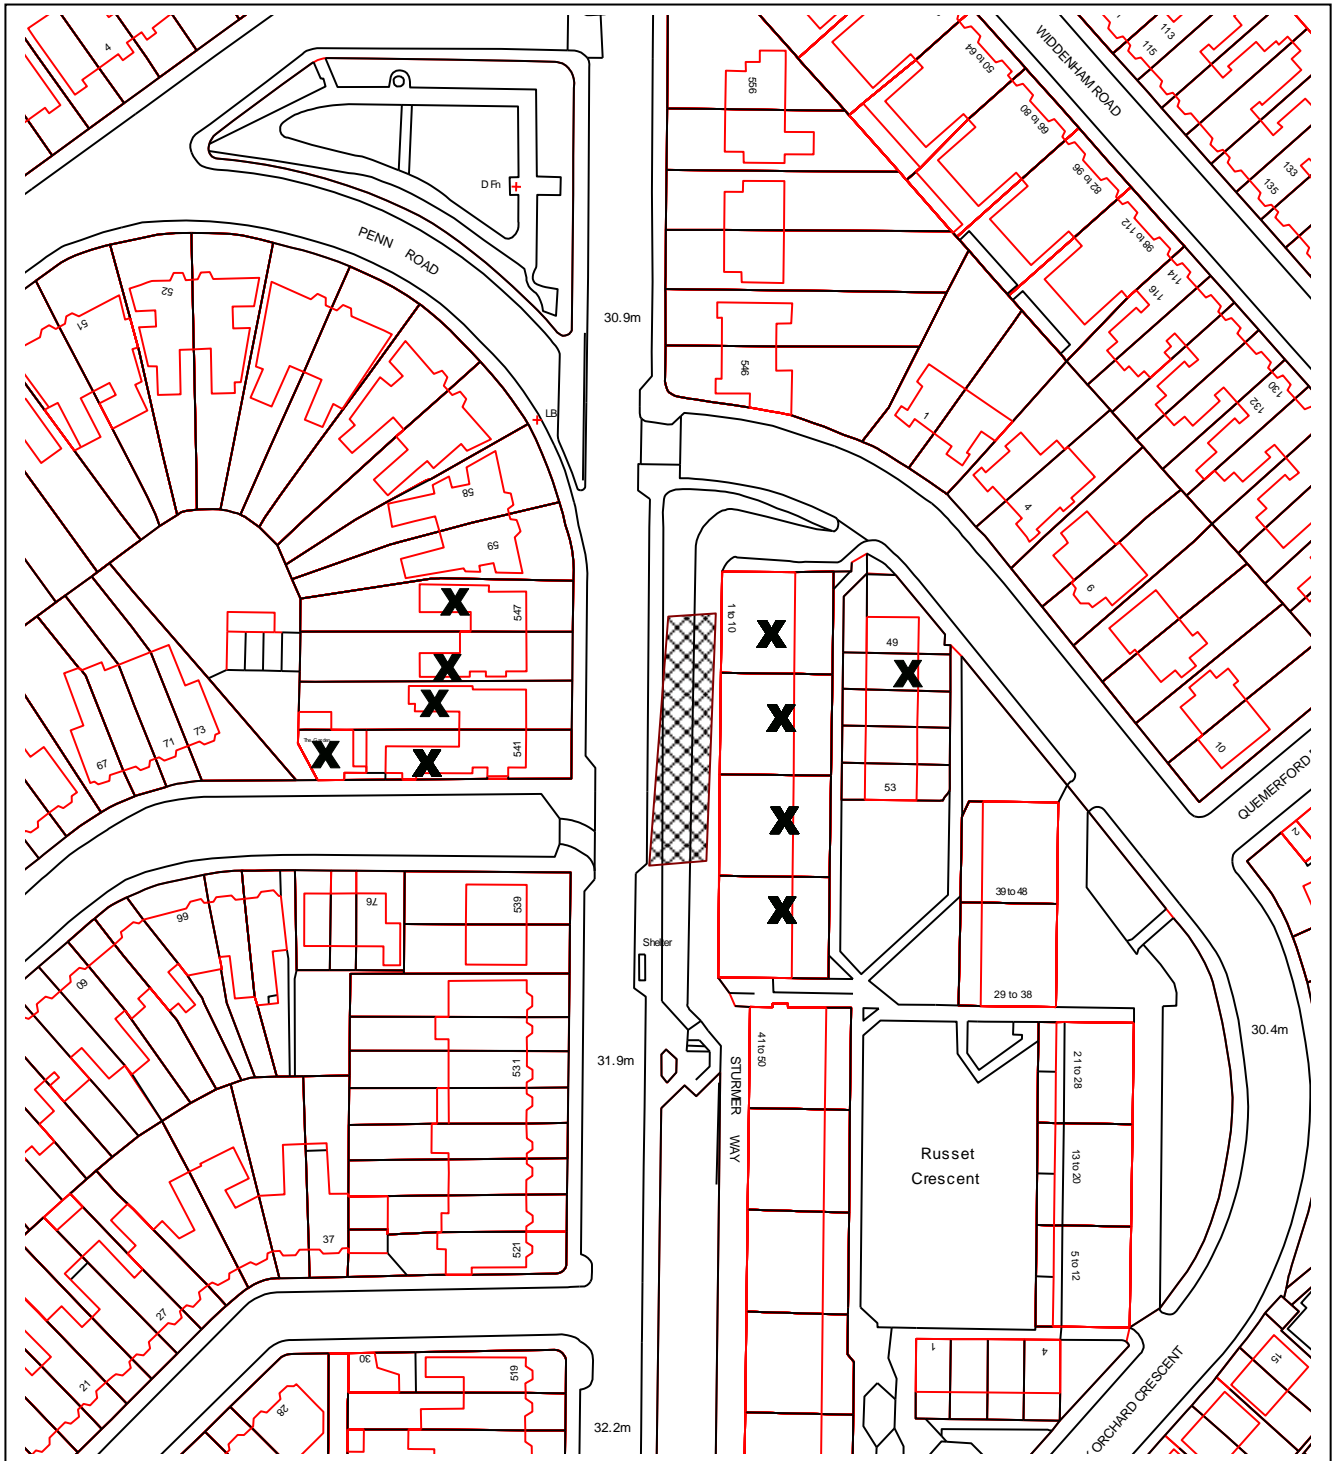 4
556
50 to 64
WIDDENHAM ROAD
113
115
66 to 80
133
135
82 to 96
98 to 112
114
116
130
132
D Fn
PENN ROAD
52
51
30.9m
546
1
LB
4
58
59
6
547
1 to 10
49
X
X
X
X
X
X
X
X
X
X
541
53
67
71
73
10
QUEMERFORD
2
76
539
39 to 48
66
60
Shelter
29 to 38
30.4m
531
31.9m
41 to 50
STURMER WAY
21 to 28
Russet
Crescent
13 to 20
37
521
5 to 12
27
1
4
30
519
15
21
28
32.2m
ORCHARD CRESCENT